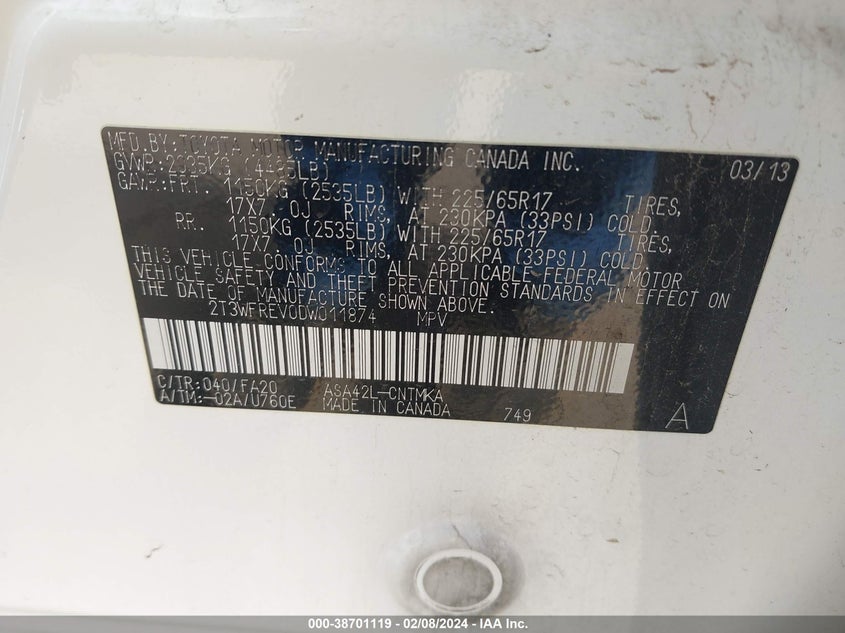 MFD.BY:TOYOTA MOTOR MANUFACTURING CANADA INC. 03/13
GVWR:2035KG (4485LB)
GAWR:FRT. 1150KG (2535LB) WITH 225/65R17 TIRES,
17X7.0J RIMS, AT 230KPA (33PSI) COLD.
RR. 1150KG (2535LB) WITH 225/65R17 TIRES,
17X7.0J RIMS, AT 230KPA (33PSI) COLD.
THIS VEHICLE CONFORMS TO ALL APPLICABLE FEDERAL MOTOR
VEHICLE SAFETY AND THEFT PREVENTION STANDARDS IN EFFECT ON
THE DATE OF MANUFACTURE SHOWN ABOVE.
2T3WFREV0DW011874 MPV
C/TR:040/FA20 ASA42L-CNTMKA
A/TM:-02A/U760E MADE IN CANADA 749 A
000-38701119 - 02/08/2024 - IAA Inc.